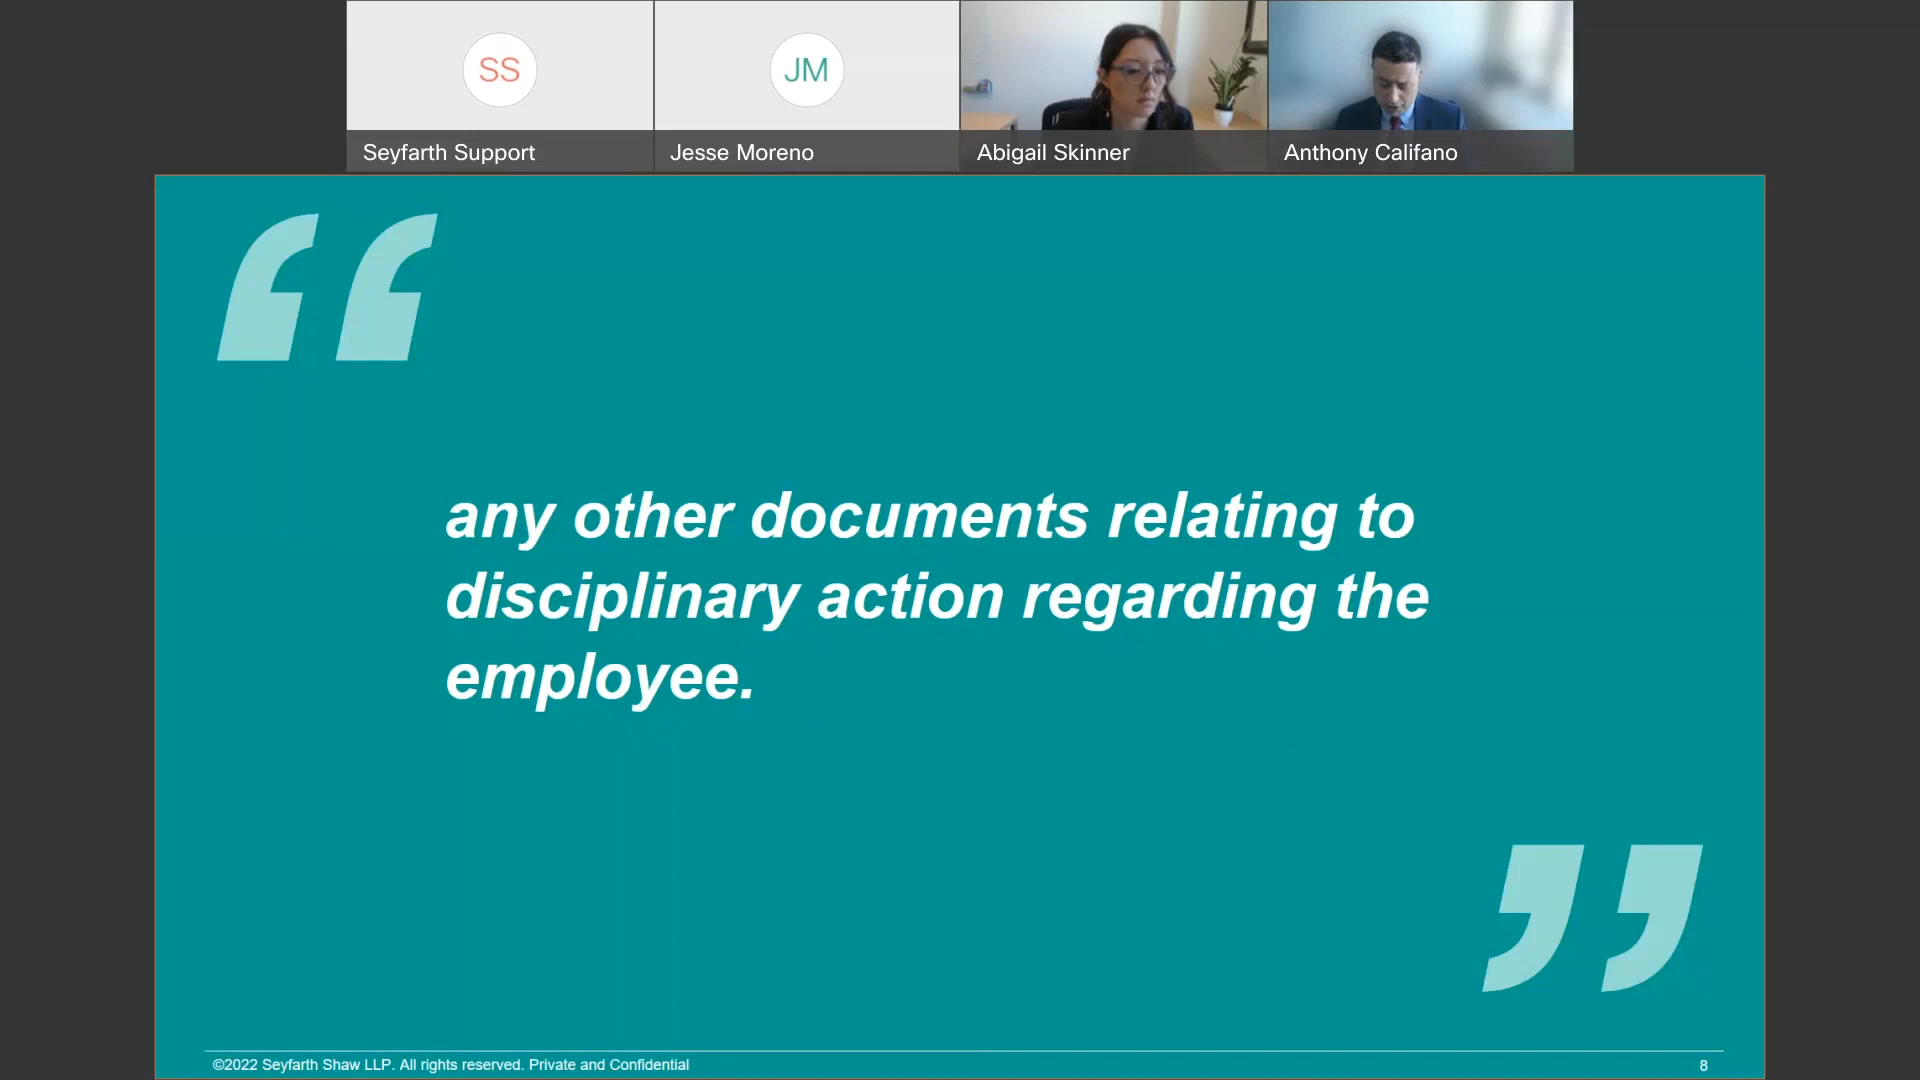 SS
JM
Seyfarth Support
Jesse Moreno
Abigail Skinner
Anthony Califano
“
any other documents relating to
disciplinary action regarding the
employee.
”
©2022 Seyfarth Shaw LLP. All rights reserved. Private and Confidential
8